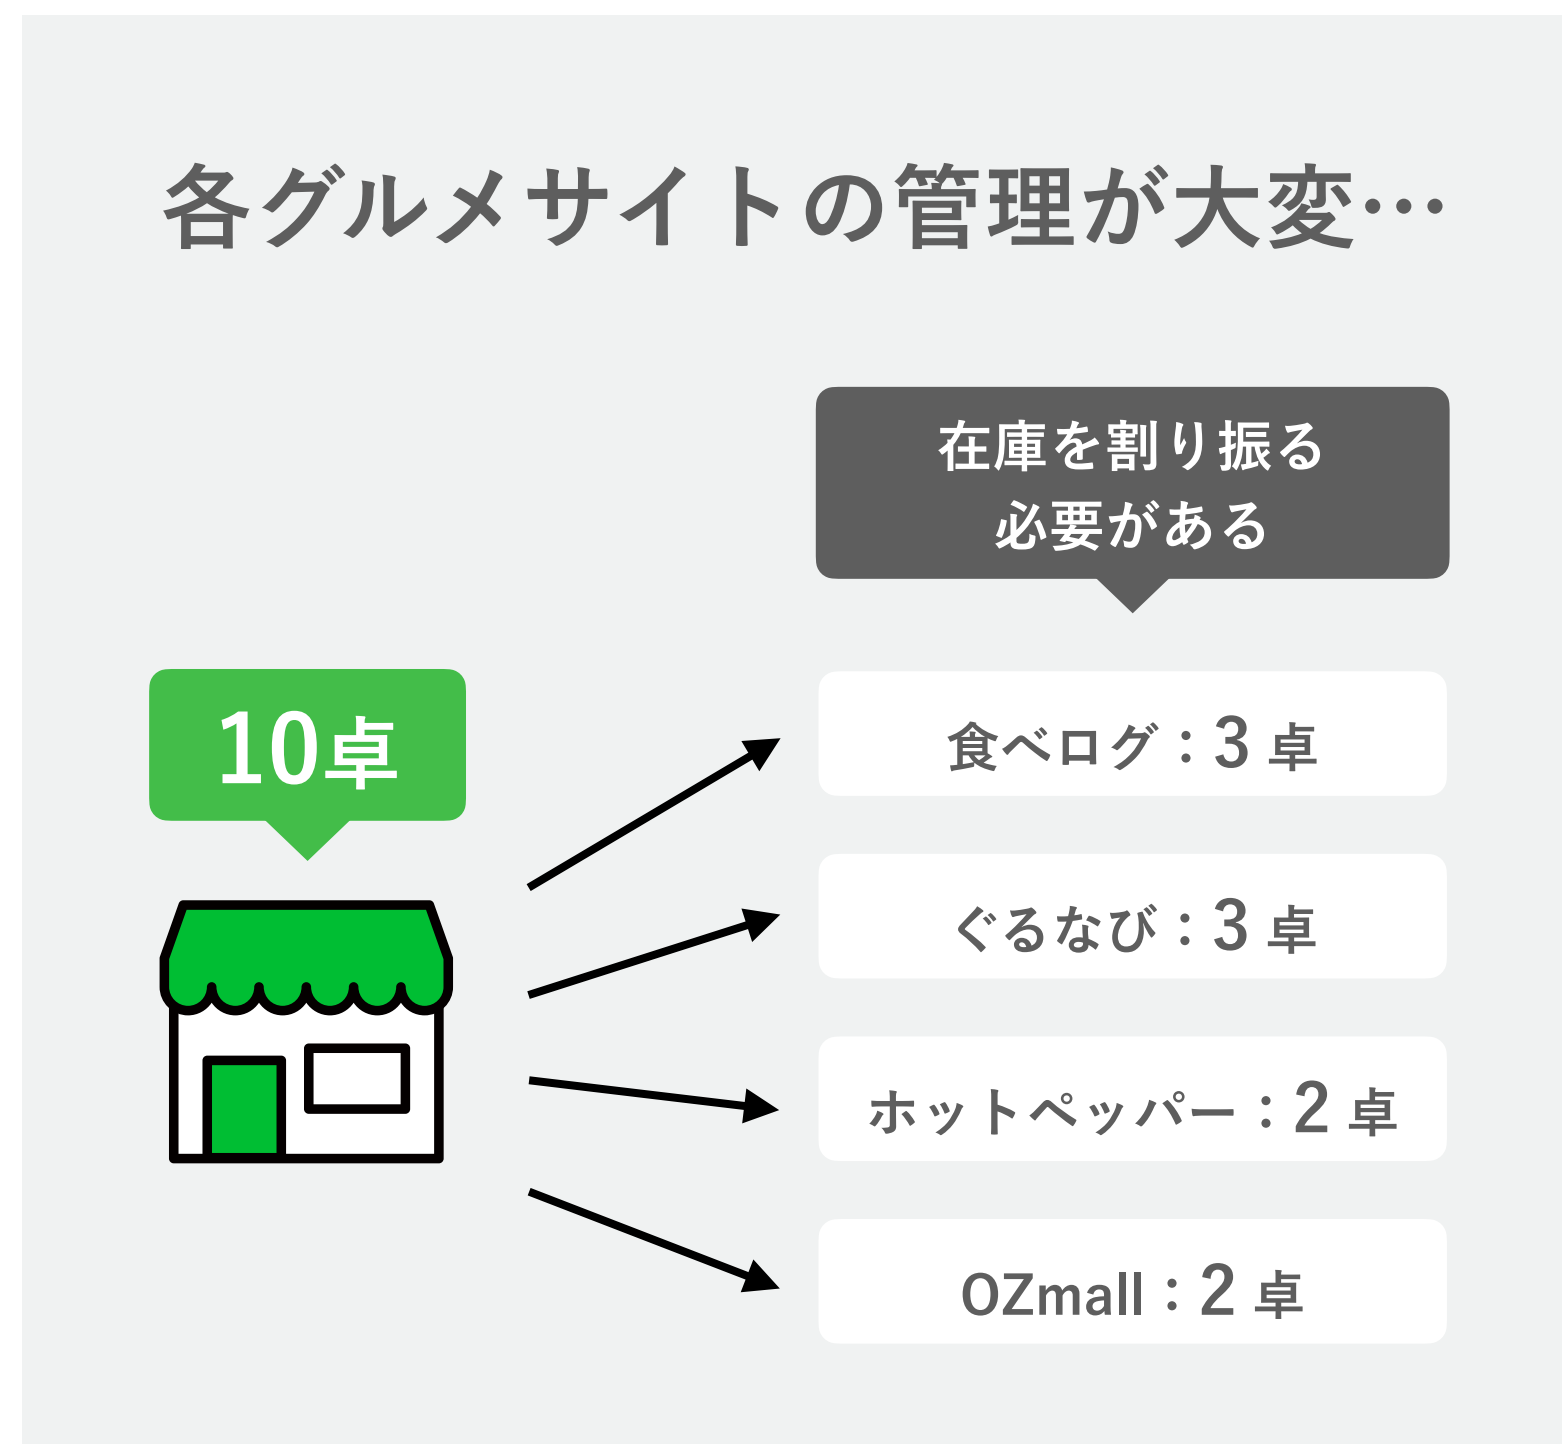 各グルメサイトの管理が大変…
在庫を割り振る
必要がある
10卓
食べログ：3 卓
ぐるなび：3 卓
ホットペッパー：2 卓
OZmall：2 卓